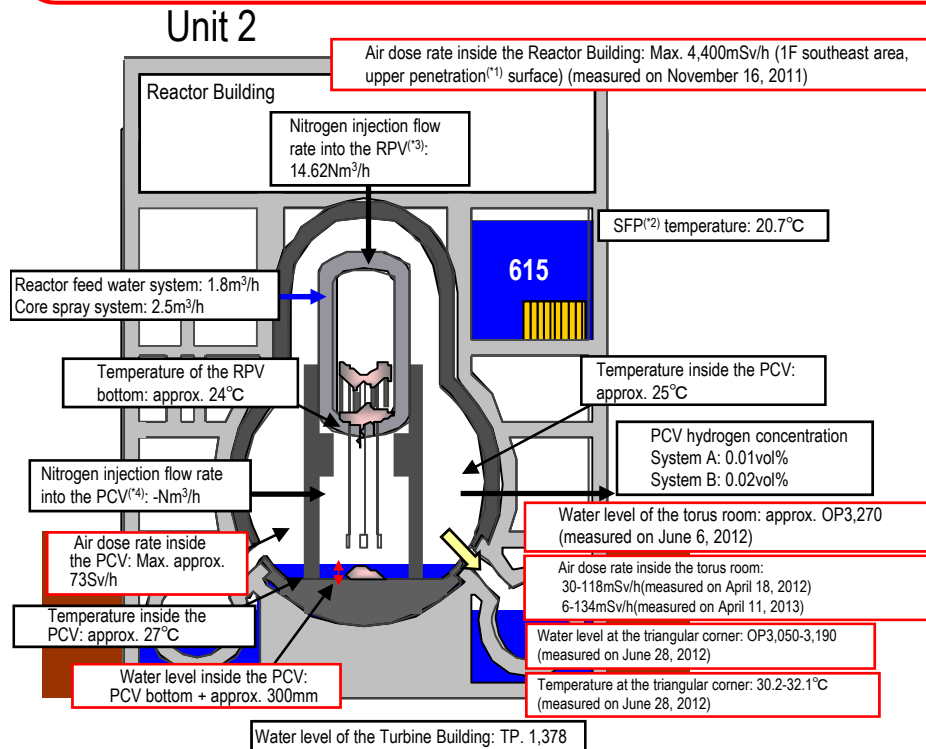 Unit 2
Air dose rate inside the Reactor Building: Max. 4,400mSv/h (1F southeast area,
upper penetration(*1) surface) (measured on November 16, 2011)
Reactor Building
Nitrogen injection flow
rate into the RPV(*3):
14.62Nm3/h
SFP(*2) temperature: 20.7℃
615
Reactor feed water system: 1.8m3/h
Core spray system: 2.5m3/h
Temperature of the RPV
bottom: approx. 24℃
Temperature inside the PCV:
approx. 25℃
PCV hydrogen concentration
System A: 0.01vol%
System B: 0.02vol%
Nitrogen injection flow rate
into the PCV(*4): -Nm3/h
Water level of the torus room: approx. OP3,270
(measured on June 6, 2012)
Air dose rate inside
the PCV: Max. approx.
73Sv/h
Air dose rate inside the torus room:
30-118mSv/h(measured on April 18, 2012)
6-134mSv/h(measured on April 11, 2013)
Temperature inside the
PCV: approx. 27℃
Water level at the triangular corner: OP3,050-3,190
(measured on June 28, 2012)
Water level inside the PCV:
PCV bottom + approx. 300mm
Temperature at the triangular corner: 30.2-32.1℃
(measured on June 28, 2012)
Water level of the Turbine Building: TP. 1,378